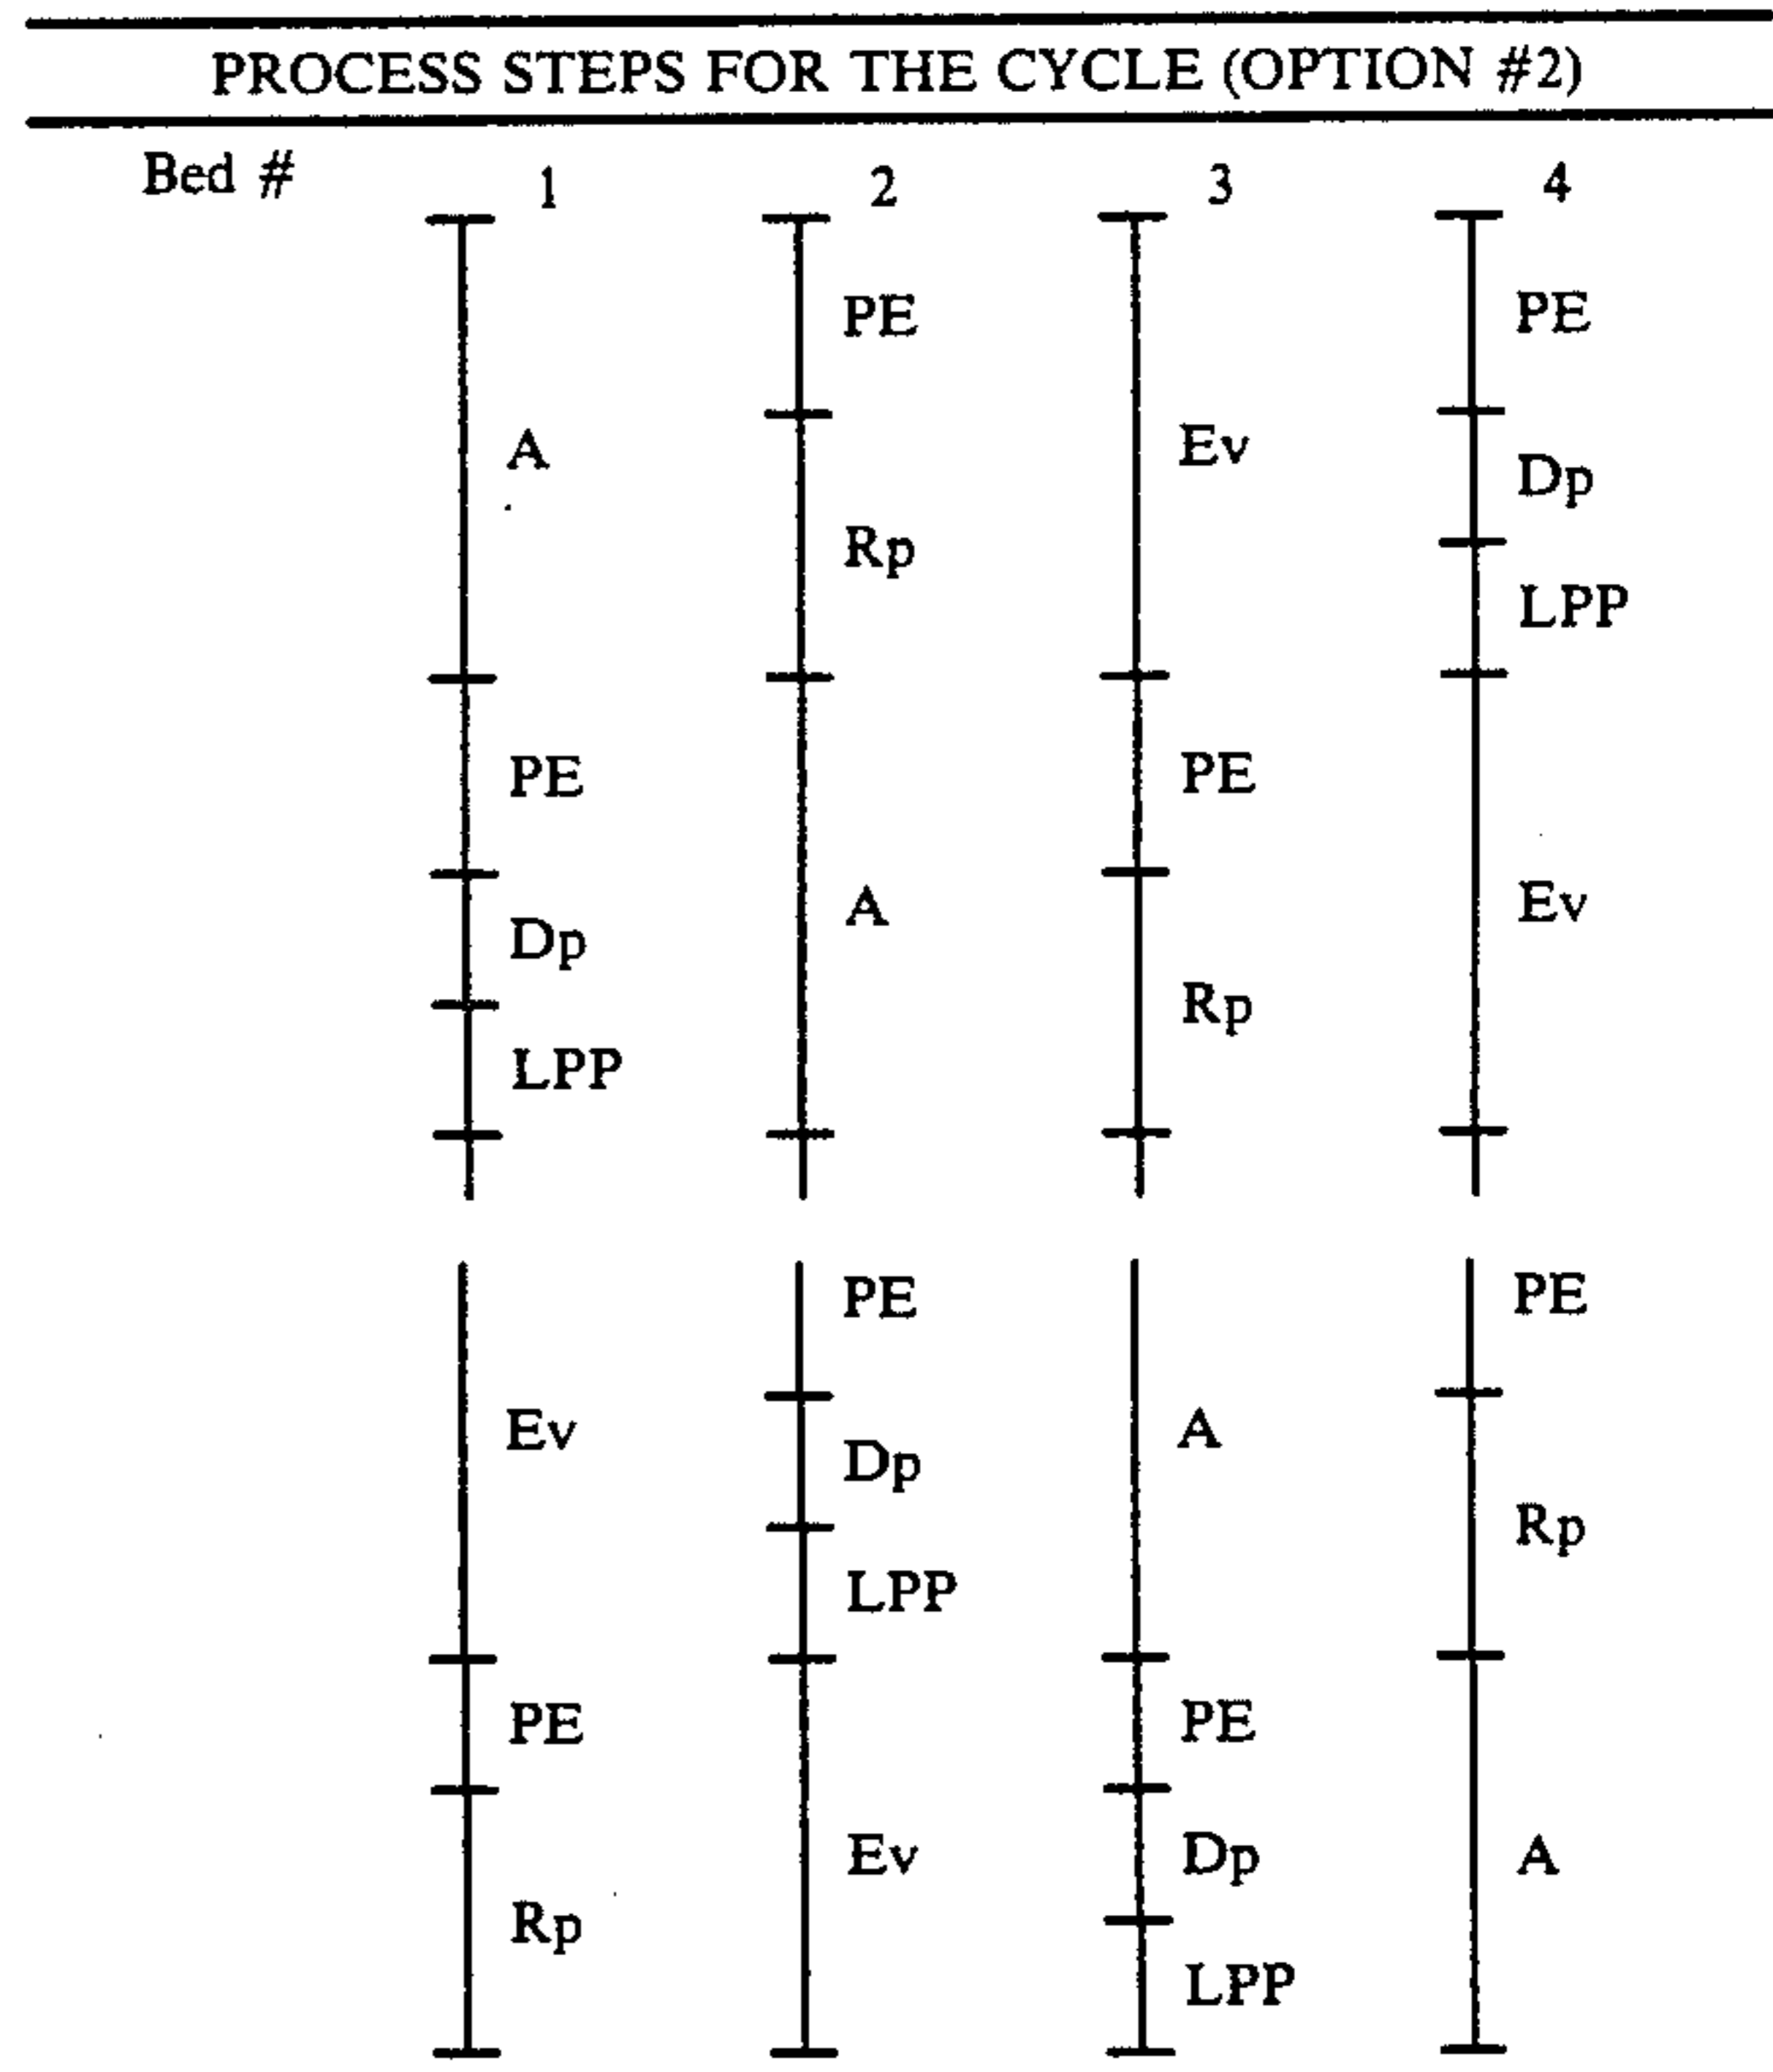 PROCESS STEPS FOR THE CYCLE (OPTION #2)
Bed # 1 2 3 4
PE PE
A Ev Dp
Rp LPP
PE PE
Dp A Ev
LPP Rp
PE PE
Ev Dp A Rp
LPP
PE PE
Rp Ev Dp A
LPP